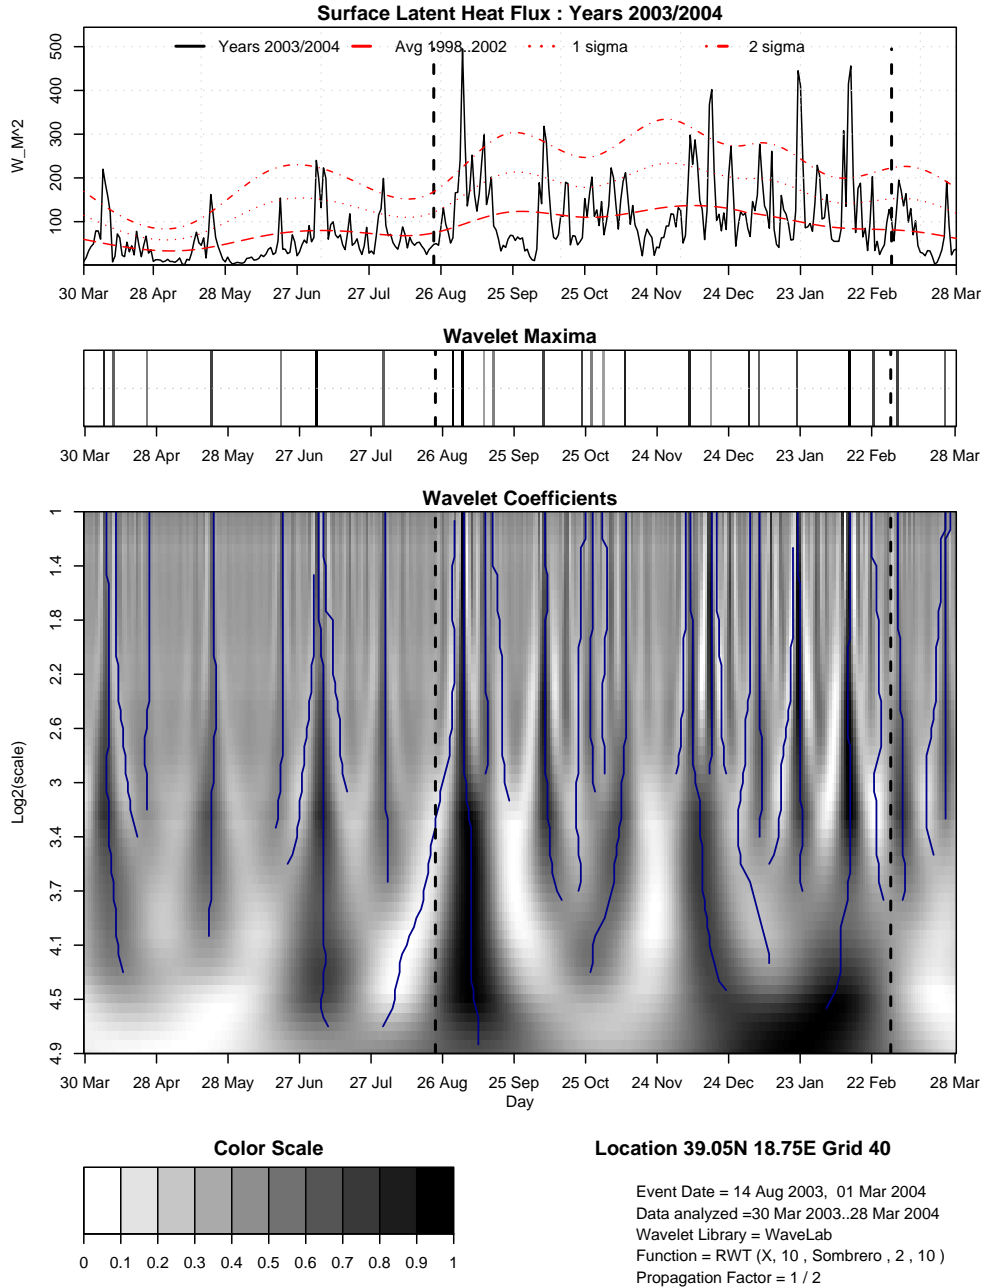 Surface Latent Heat Flux : Years 2003/2004
Years 2003/2004 Avg 1998..2002 1 sigma 2 sigma
W_M^2
500
400
300
200
100
30 Mar 28 Apr 28 May 27 Jun 27 Jul 26 Aug 25 Sep 25 Oct 24 Nov 24 Dec 23 Jan 22 Feb 28 Mar
Wavelet Maxima
30 Mar 28 Apr 28 May 27 Jun 27 Jul 26 Aug 25 Sep 25 Oct 24 Nov 24 Dec 23 Jan 22 Feb 28 Mar
Wavelet Coefficients
Log2(scale)
1
1.4
1.8
2.2
2.6
3
3.4
3.7
4.1
4.5
4.9
30 Mar 28 Apr 28 May 27 Jun 27 Jul 26 Aug 25 Sep 25 Oct 24 Nov 24 Dec 23 Jan 22 Feb 28 Mar
Day
Color Scale
0 0.1 0.2 0.3 0.4 0.5 0.6 0.7 0.8 0.9 1
Location 39.05N 18.75E Grid 40
Event Date = 14 Aug 2003, 01 Mar 2004
Data analyzed =30 Mar 2003..28 Mar 2004
Wavelet Library = WaveLab
Function = RWT (X, 10 , Sombrero , 2 , 10 )
Propagation Factor = 1 / 2